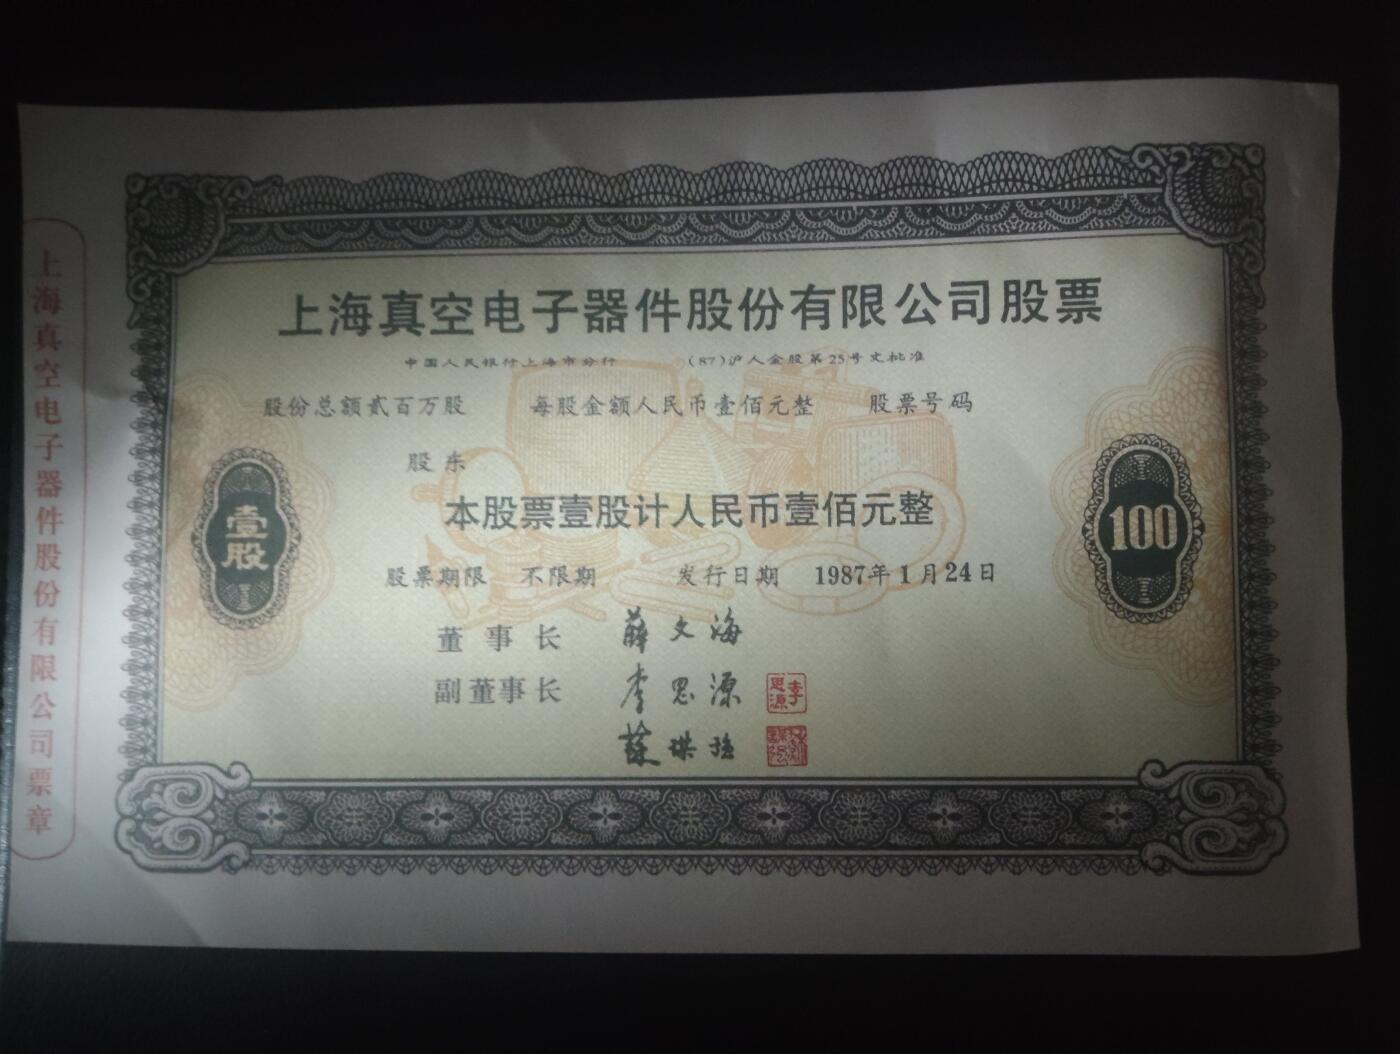 上海真空电子器件股份有限公司股票
中国人民银行上海市分行 (87)沪人金股第25号文批准
股份总额贰百万股 每股金额人民币壹佰元整 股票号码
股东
本股票壹股计人民币壹佰元整
壹股
100
股票期限 不限期 发行日期 1987年1月24日
董事长 薛文海
副董事长 李思源
李思源
上海真空电子器件股份有限公司票章